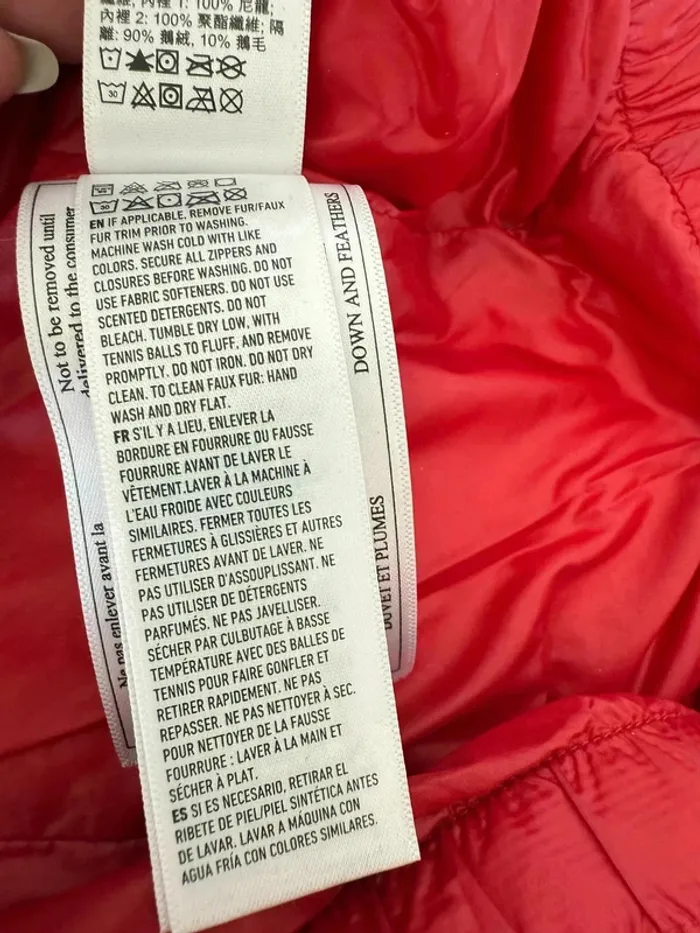 纖維; 內裡 1: 100% 尼龍;
內裡 2: 100% 聚酯纖維; 隔
離: 90% 鵝絨, 10% 鵝毛
30
30
EN IF APPLICABLE, REMOVE FUR/FAUX
FUR TRIM PRIOR TO WASHING.
MACHINE WASH COLD WITH LIKE
COLORS. SECURE ALL ZIPPERS AND
CLOSURES BEFORE WASHING. DO NOT
USE FABRIC SOFTENERS. DO NOT USE
SCENTED DETERGENTS. DO NOT
BLEACH. TUMBLE DRY LOW, WITH
TENNIS BALLS TO FLUFF, AND REMOVE
PROMPTLY. DO NOT IRON. DO NOT DRY
CLEAN. TO CLEAN FAUX FUR: HAND
WASH AND DRY FLAT.
FR S'IL Y A LIEU, ENLEVER LA
BORDURE EN FOURRURE OU FAUSSE
FOURRURE AVANT DE LAVER LE
VÊTEMENT.LAVER À LA MACHINE À
L'EAU FROIDE AVEC COULEURS
SIMILAIRES. FERMER TOUTES LES
FERMETURES À GLISSIÈRES ET AUTRES
FERMETURES AVANT DE LAVER. NE
PAS UTILISER D'ASSOUPLISSANT. NE
PAS UTILISER DE DÉTERGENTS
PARFUMÉS. NE PAS JAVELLISER.
SÉCHER PAR CULBUTAGE À BASSE
TEMPÉRATURE AVEC DES BALLES DE
TENNIS POUR FAIRE GONFLER ET
RETIRER RAPIDEMENT. NE PAS
REPASSER. NE PAS NETTOYER À SEC.
POUR NETTOYER DE LA FAUSSE
FOURRURE : LAVER À LA MAIN ET
SÉCHER À PLAT.
ES SI ES NECESARIO, RETIRAR EL
RIBETE DE PIEL/PIEL SINTÉTICA ANTES
DE LAVAR. LAVAR A MÁQUINA CON
AGUA FRÍA CON COLORES SIMILARES.
Not to be removed until
delivered to the consumer
Ne pas enlever avant la
DOWN AND FEATHERS
DUVET ET PLUMES